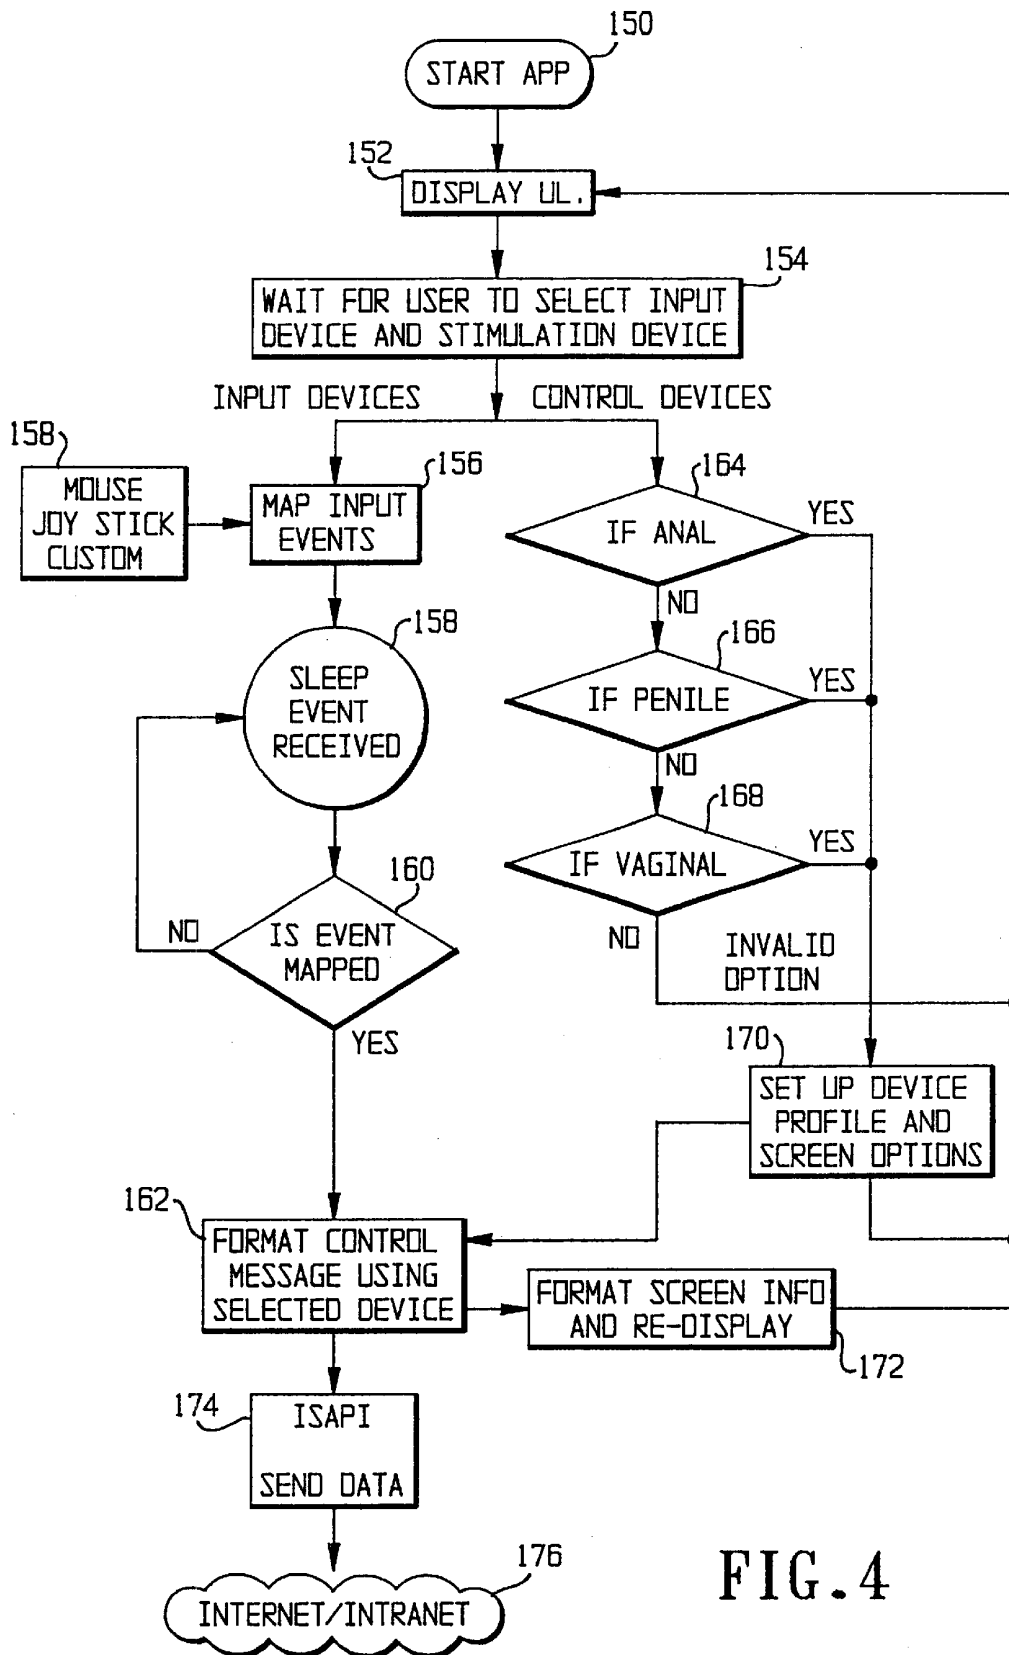 150
START APP
152
DISPLAY UL.
154
WAIT FOR USER TO SELECT INPUT
DEVICE AND STIMULATION DEVICE
INPUT DEVICES
CONTROL DEVICES
158
MOUSE
JOY STICK
CUSTOM
156
MAP INPUT
EVENTS
164
IF ANAL
YES
NO
158
SLEEP
EVENT
RECEIVED
166
IF PENILE
YES
NO
168
IF VAGINAL
YES
NO
INVALID
OPTION
160
IS EVENT
MAPPED
NO
YES
170
SET UP DEVICE
PROFILE AND
SCREEN OPTIONS
162
FORMAT CONTROL
MESSAGE USING
SELECTED DEVICE
FORMAT SCREEN INFO
AND RE-DISPLAY
172
174
ISAPI
SEND DATA
176
INTERNET/INTRANET
FIG. 4